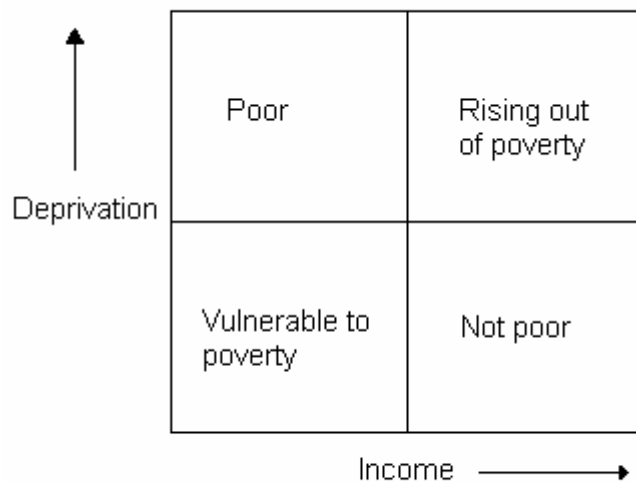 Poor
Rising out
of poverty
Deprivation
Vulnerable to
poverty
Not poor
Income